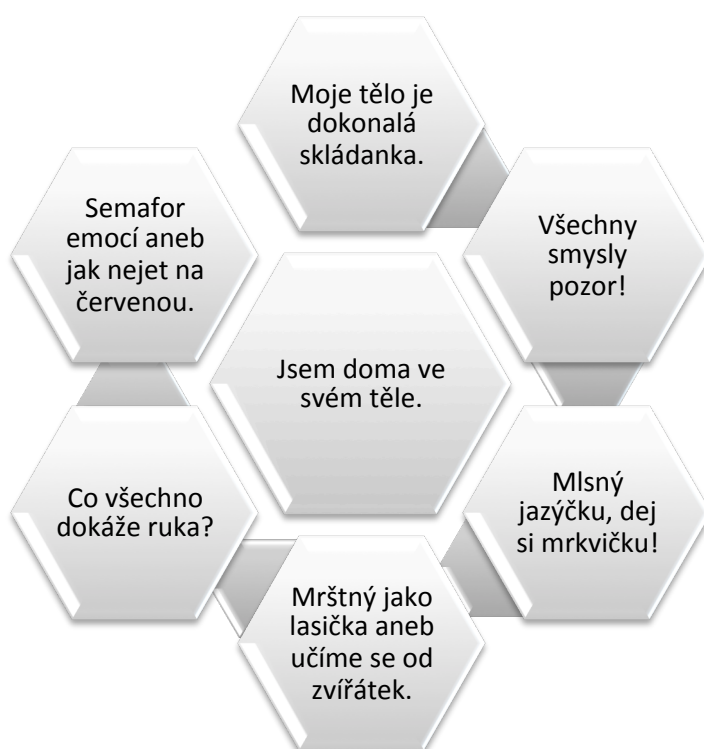 Moje tělo je
dokonalá
skládanka.
Všechny
smysly
pozor!
Mlsný
jazýčku, dej
si mrkvičku!
Mrštný jako
lasička aneb
učíme se od
zvířátek.
Co všechno
dokáže ruka?
Semafor
emocí aneb
jak nejet na
červenou.
Jsem doma ve
svém těle.